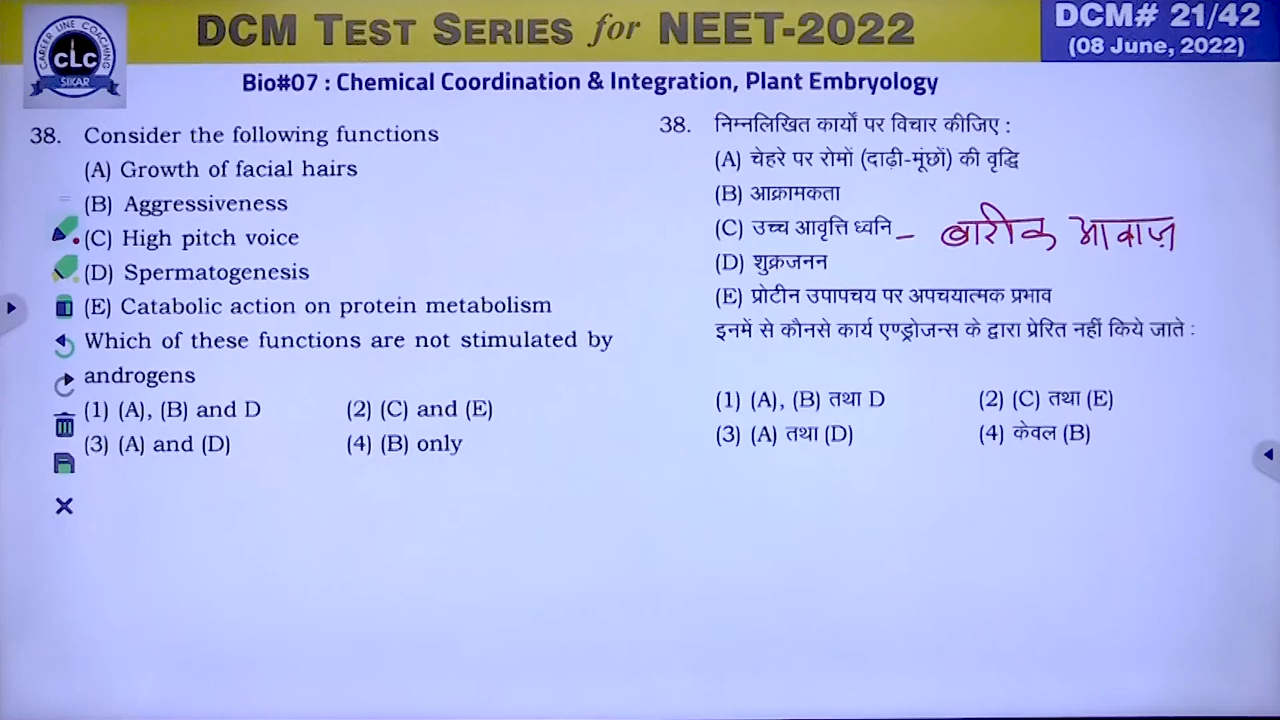 CAREER LINE COACHING
CLC
SIKAR
DCM TEST SERIES for NEET-2022
DCM# 21/42
(08 June, 2022)
Bio#07 : Chemical Coordination & Integration, Plant Embryology
38. Consider the following functions
(A) Growth of facial hairs
(B) Aggressiveness
(C) High pitch voice
(D) Spermatogenesis
(E) Catabolic action on protein metabolism
Which of these functions are not stimulated by
androgens
(1) (A), (B) and D (2) (C) and (E)
(3) (A) and (D) (4) (B) only
38. निम्नलिखित कार्यों पर विचार कीजिए :
(A) चेहरे पर रोमों (दाढ़ी-मूंछों) की वृद्धि
(B) आक्रामकता
(C) उच्च आवृत्ति ध्वनि – बारीक आवाज़
(D) शुक्रजनन
(E) प्रोटीन उपापचय पर अपचयात्मक प्रभाव
इनमें से कौनसे कार्य एण्ड्रोजन्स के द्वारा प्रेरित नहीं किये जाते :
(1) (A), (B) तथा D (2) (C) तथा (E)
(3) (A) तथा (D) (4) केवल (B)